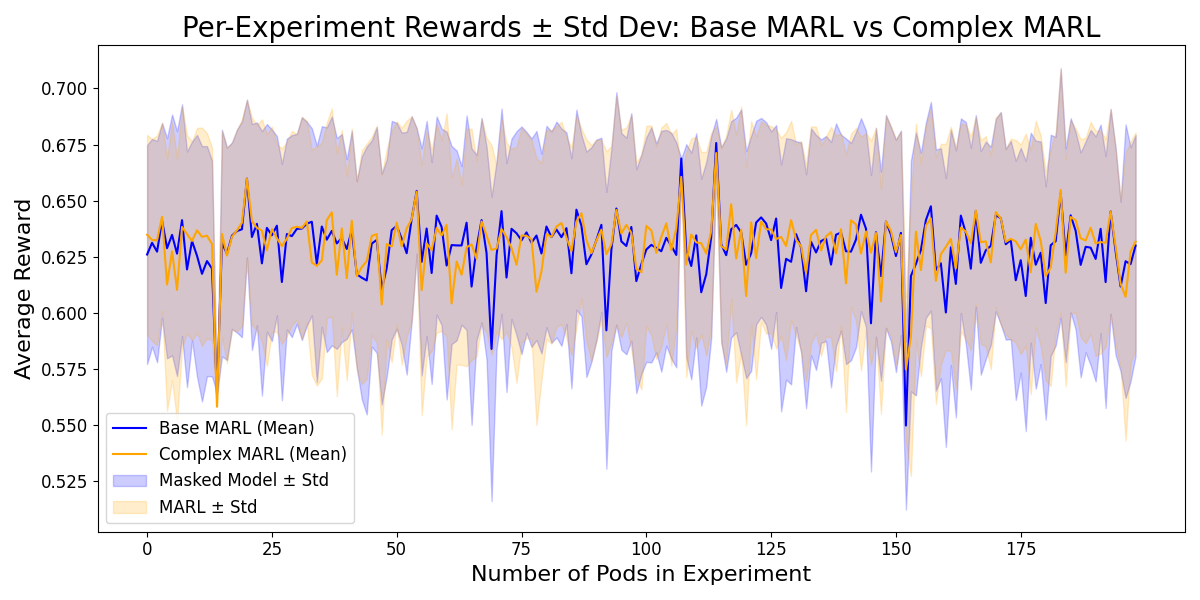 Per-Experiment Rewards ± Std Dev: Base MARL vs Complex MARL
Average Reward
0.700
0.675
0.650
0.625
0.600
0.575
0.550
0.525
Base MARL (Mean)
Complex MARL (Mean)
Masked Model ± Std
MARL ± Std
0 25 50 75 100 125 150 175
Number of Pods in Experiment